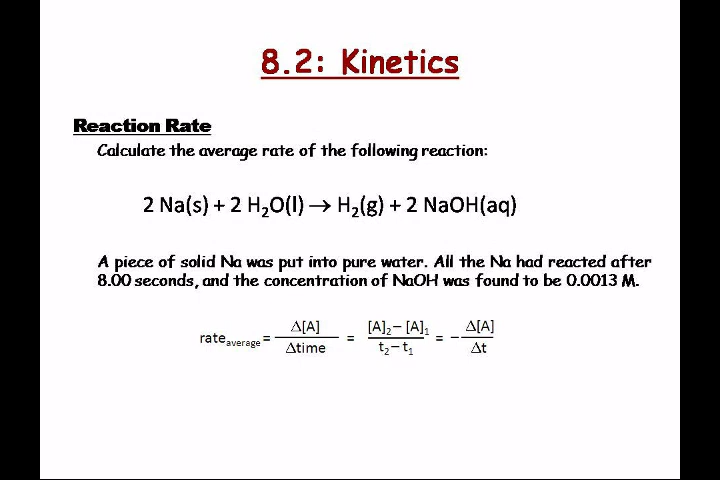 8.2: Kinetics
Reaction Rate
Calculate the average rate of the following reaction:
2 Na(s) + 2 H₂O(l) → H₂(g) + 2 NaOH(aq)
A piece of solid Na was put into pure water. All the Na had reacted after
8.00 seconds, and the concentration of NaOH was found to be 0.0013 M.
rate average = Δ[A] / Δtime = [A]₂ – [A]₁ / t₂ – t₁ = – Δ[A] / Δt